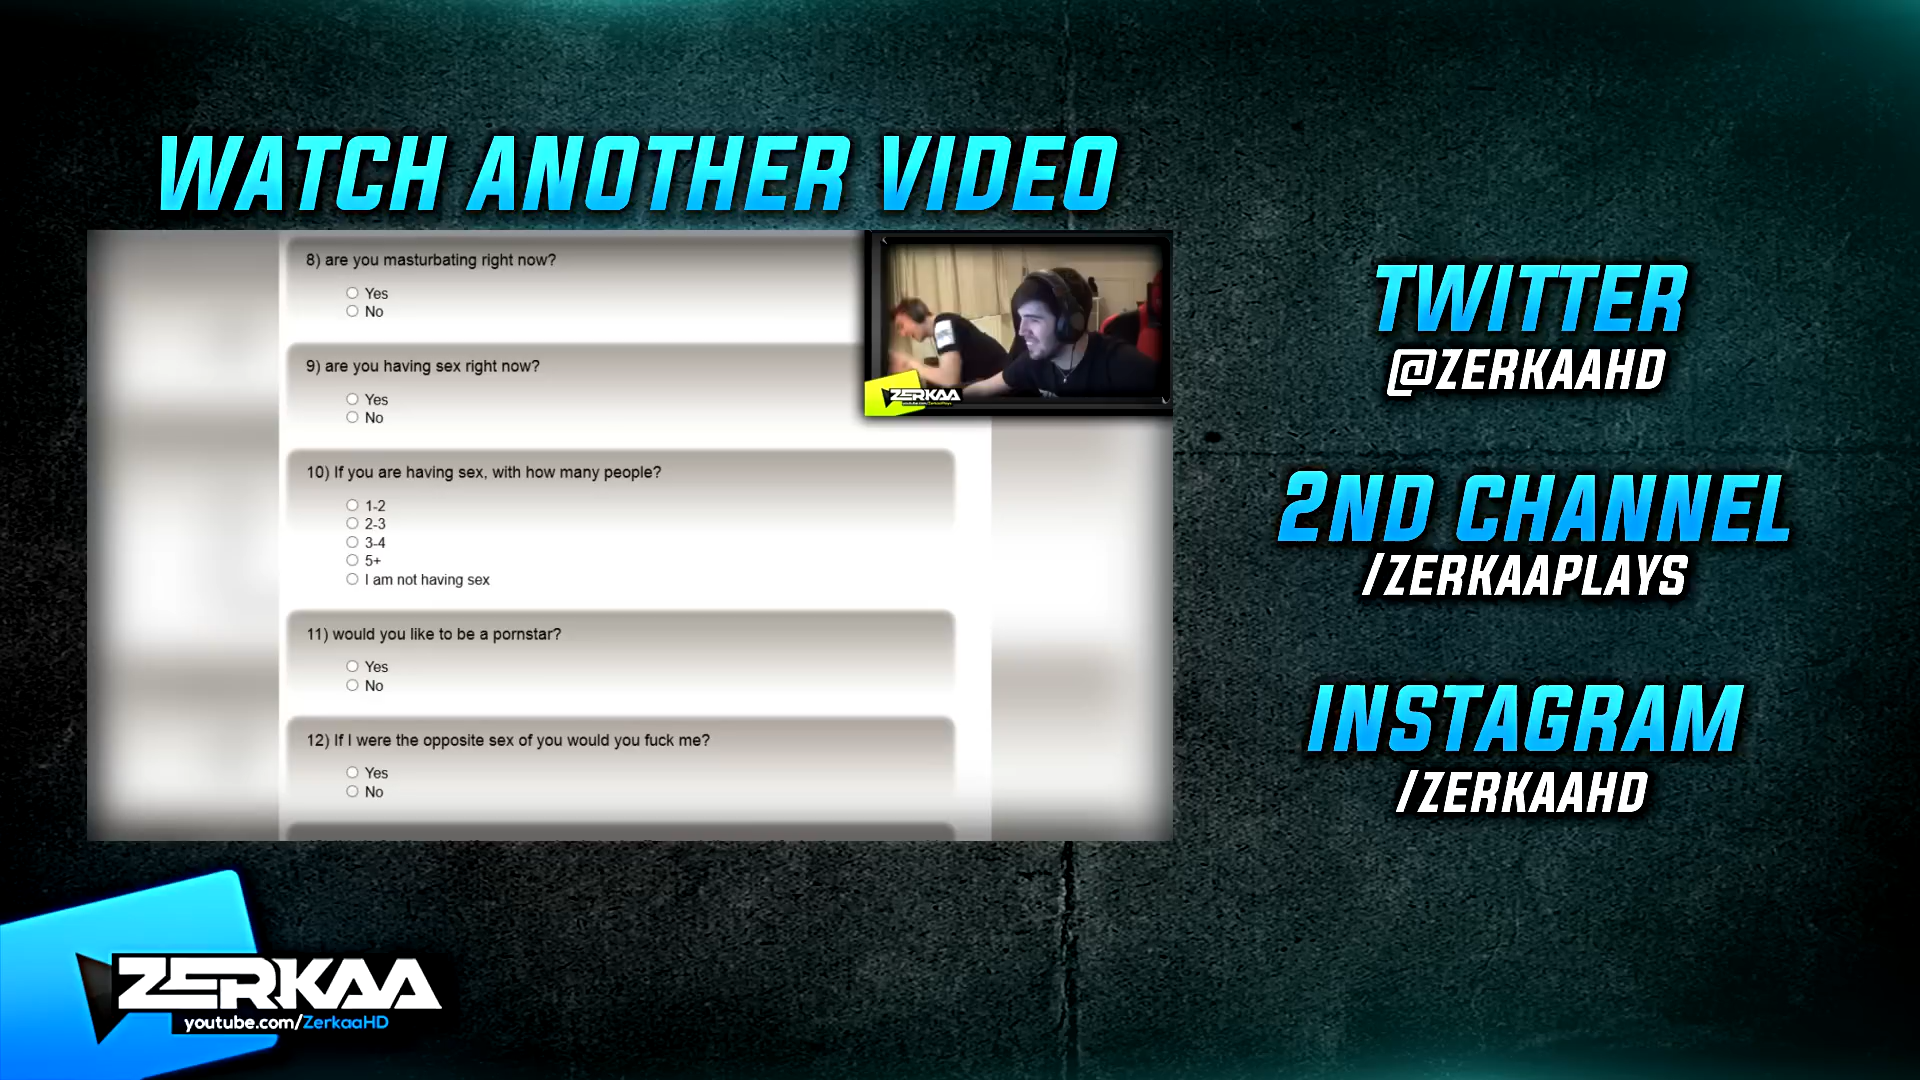 WATCH ANOTHER VIDEO
8) are you masturbating right now?
Yes
No
9) are you having sex right now?
Yes
No
10) If you are having sex, with how many people?
1-2
2-3
3-4
5+
I am not having sex
11) would you like to be a pornstar?
Yes
No
12) If I were the opposite sex of you would you fuck me?
Yes
No
ZERKAA
TWITTER
@ZERKAAHD
2ND CHANNEL
/ZERKAAPLAYS
INSTAGRAM
/ZERKAAHD
ZERKAA
youtube.com/ZerkaaHD